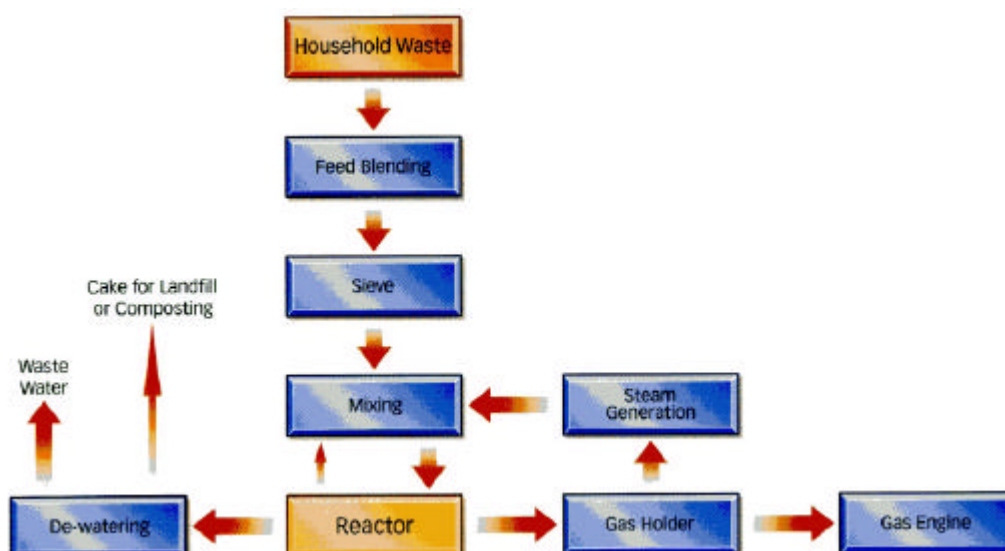 Household Waste
Feed Blending
Sieve
Cake for Landfill
or Composting
Waste
Water
Mixing
Steam
Generation
De-watering
Reactor
Gas Holder
Gas Engine